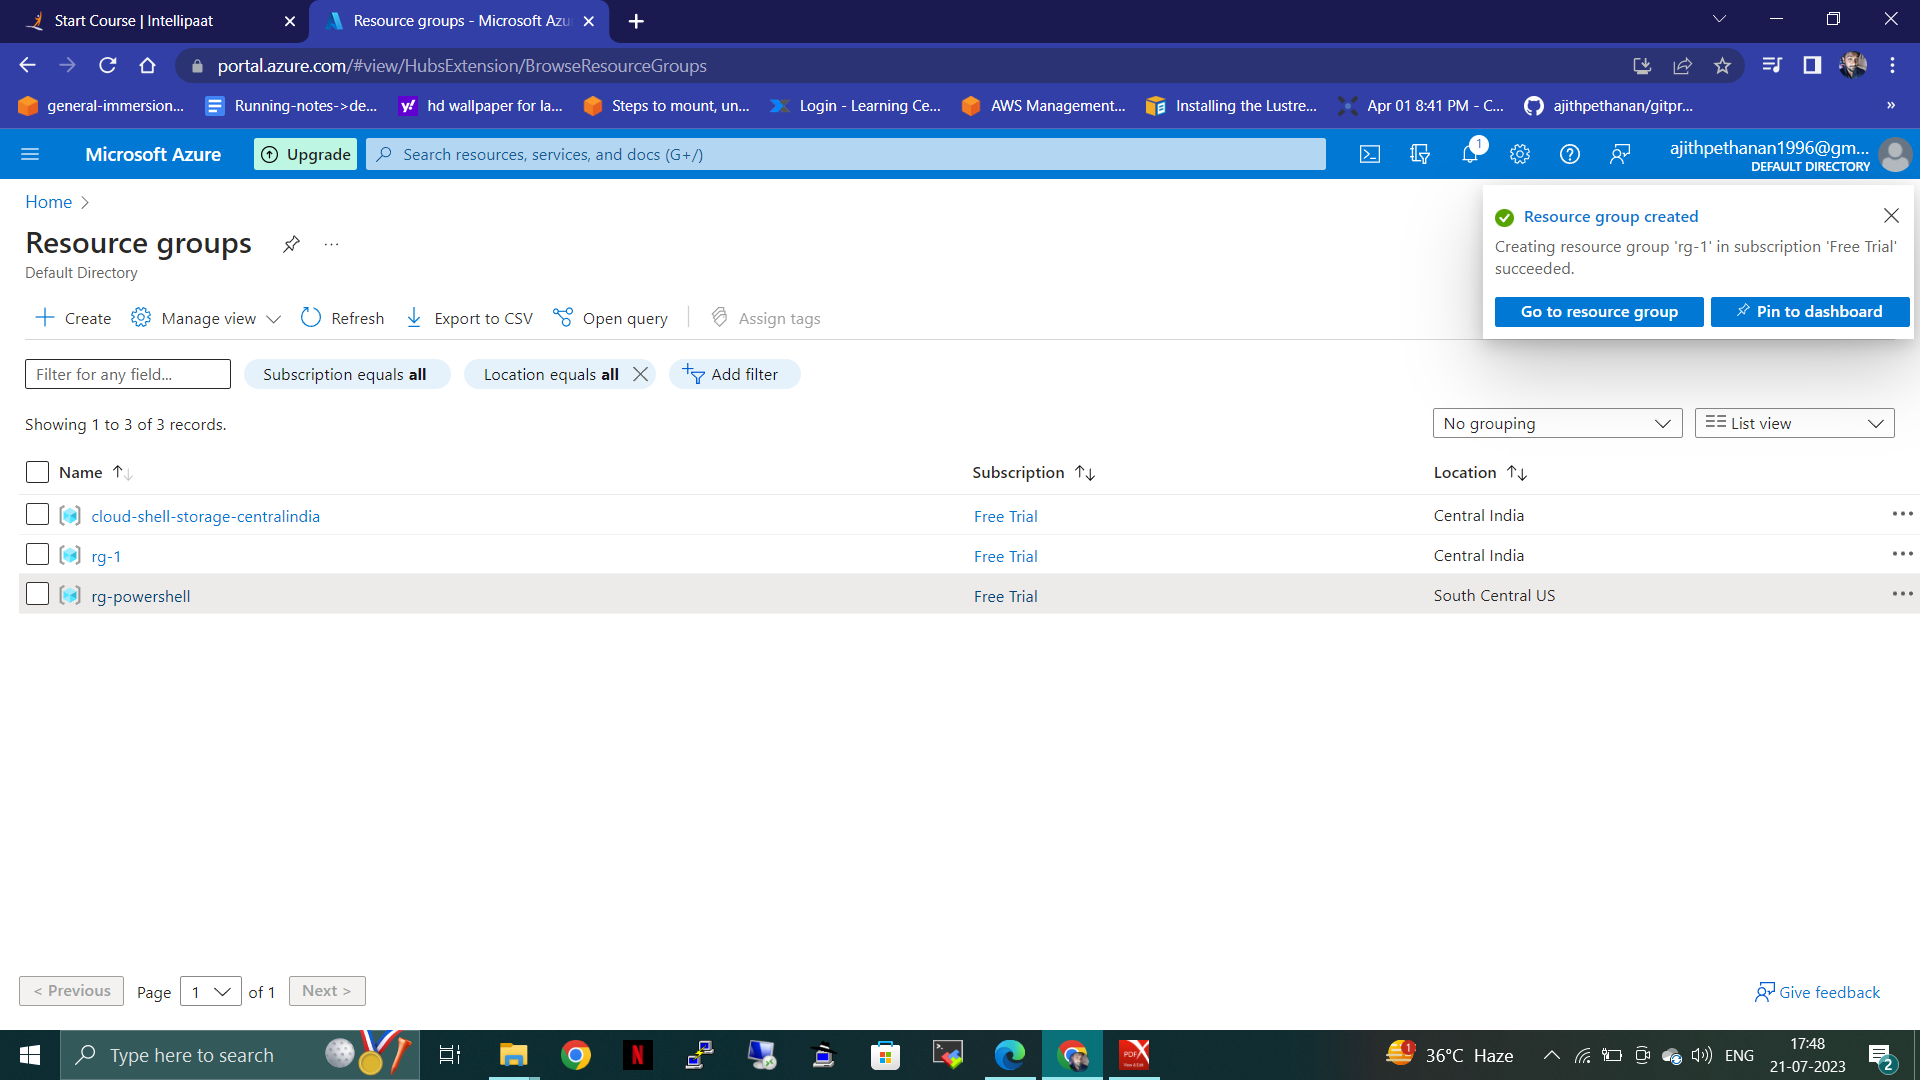 Start Course | Intellipaat
Resource groups - Microsoft Azu
portal.azure.com/#view/HubsExtension/BrowseResourceGroups
general-immersion...
Running-notes->de...
hd wallpaper for la...
Steps to mount, un...
Login - Learning Ce...
AWS Management...
Installing the Lustre...
Apr 01 8:41 PM - C...
ajithpethanan/gitpr...
»
Microsoft Azure
Upgrade
Search resources, services, and docs (G+/)
1
ajithpethanan1996@gm...
DEFAULT DIRECTORY
Home >
Resource groups
...
Default Directory
Resource group created
Creating resource group 'rg-1' in subscription 'Free Trial'
succeeded.
Go to resource group
Pin to dashboard
Create
Manage view
Refresh
Export to CSV
Open query
Assign tags
Filter for any field...
Subscription equals all
Location equals all
Add filter
Showing 1 to 3 of 3 records.
No grouping
List view
Name
Subscription
Location
cloud-shell-storage-centralindia
Free Trial
Central India
rg-1
Free Trial
Central India
rg-powershell
Free Trial
South Central US
< Previous
Page
1
of 1
Next >
Give feedback
Type here to search
N
PDF
1
36°C Haze
ENG
17:48
21-07-2023
2